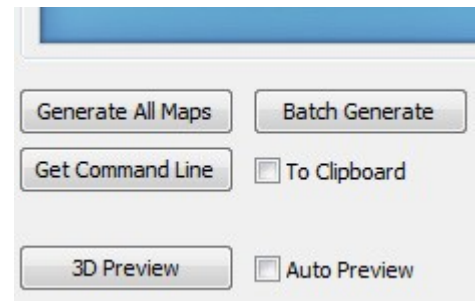 Generate All Maps Batch Generate
Get Command Line To Clipboard
3D Preview Auto Preview